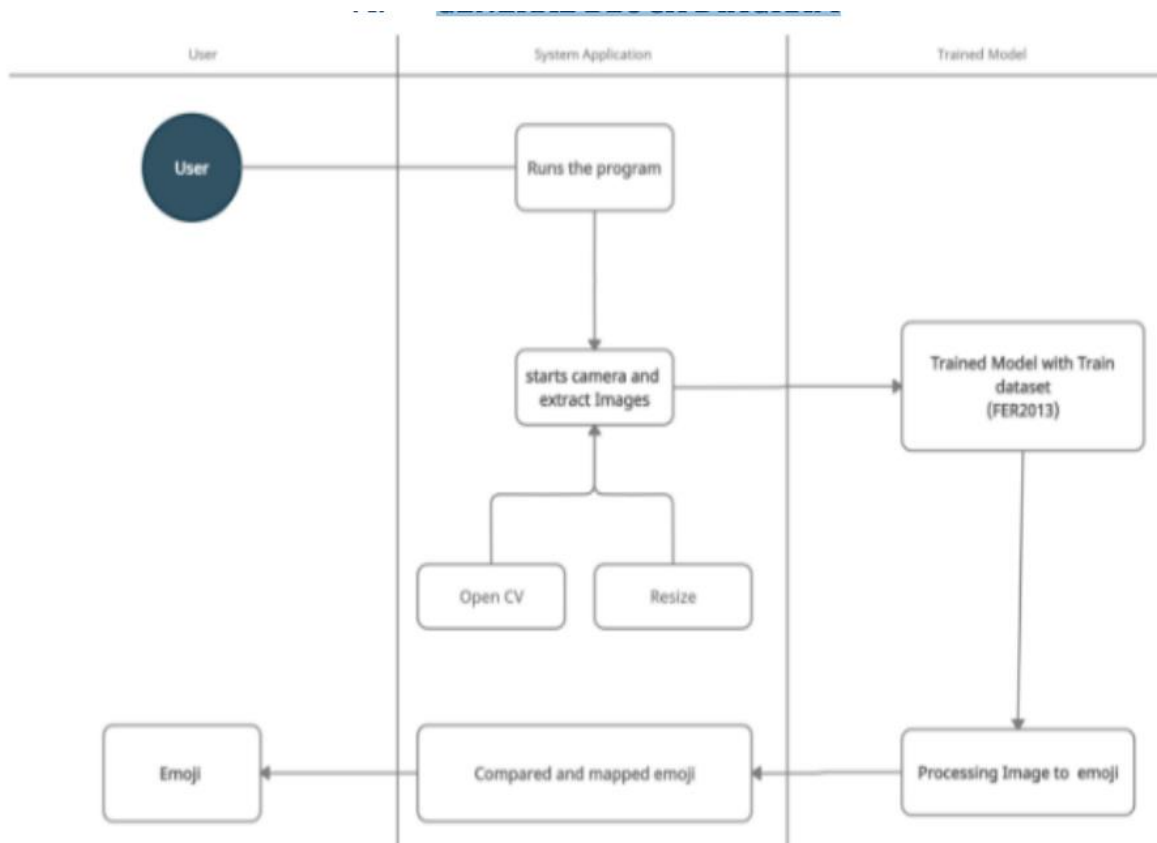 User
System Application
Trained Model
User
Runs the program
starts camera and
extract Images
Trained Model with Train
dataset
(FER2013)
Open CV
Resize
Emoji
Compared and mapped emoji
Processing Image to emoji